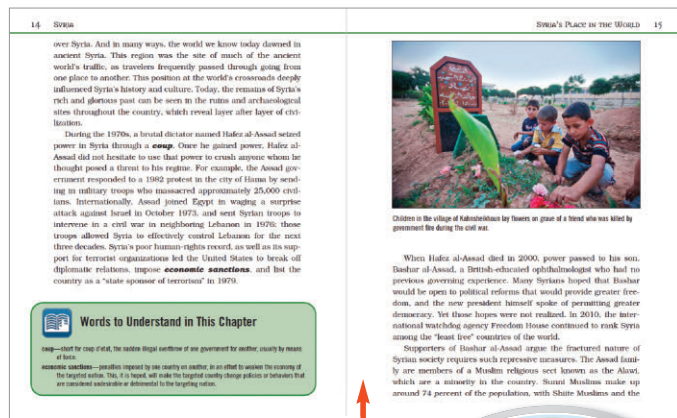 14 Syria
over Syria. And in many ways, the world we know today dawned in
ancient Syria. This region was the site of much of the ancient
world's traffic, as travelers frequently passed through going from
one place to another. This position at the world's crossroads deeply
influenced Syria's history and culture. Today, the remains of Syria's
rich and glorious past can be seen in the ruins and archaeological
sites throughout the country, which reveal layer after layer of civi-
lization.
During the 1970s, a brutal dictator named Hafez al-Assad seized
power in Syria through a coup. Once he gained power, Hafez al-
Assad did not hesitate to use that power to crush anyone whom he
thought posed a threat to his regime. For example, the Assad gov-
ernment responded to a 1982 protest in the city of Hama by send-
ing in military troops who massacred approximately 25,000 civil-
ians. Internationally, Assad joined Egypt in waging a surprise
attack against Israel in October 1973, and sent Syrian troops to
intervene in a civil war in neighboring Lebanon in 1976; those
troops allowed Syria to effectively control Lebanon for the next
three decades. Syria's poor human-rights record, as well as its sup-
port for terrorist organizations led the United States to break off
diplomatic relations, impose economic sanctions, and list the
country as a "state sponsor of terrorism" in 1979.
Words to Understand in This Chapter
coup—short for coup d'etat, the sudden illegal overthrow of one government for another, usually by means
of force.
economic sanctions—penalties imposed by one country on another, in an effort to weaken the economy of
the targeted nation. This, it is hoped, will make the targeted country change policies or behaviors that
are considered undesirable or detrimental to the targeting nation.
Syria's Place in the World 15
Children in the village of Kahnsheikhoun lay flowers on grave of a friend who was killed by
government fire during the civil war.
When Hafez al-Assad died in 2000, power passed to his son,
Bashar al-Assad, a British-educated ophthalmologist who had no
previous governing experience. Many Syrians hoped that Bashar
would be open to political reforms that would provide greater free-
dom, and the new president himself spoke of permitting greater
democracy. Yet those hopes were not realized. In 2010, the inter-
national watchdog agency Freedom House continued to rank Syria
among the "least free" countries of the world.
Supporters of Bashar al-Assad argue the fractured nature of
Syrian society requires such repressive measures. The Assad fami-
ly are members of a Muslim religious sect known as the Alawi,
which are a minority in the country. Sunni Muslims make up
around 74 percent of the population, with Shiite Muslims and the